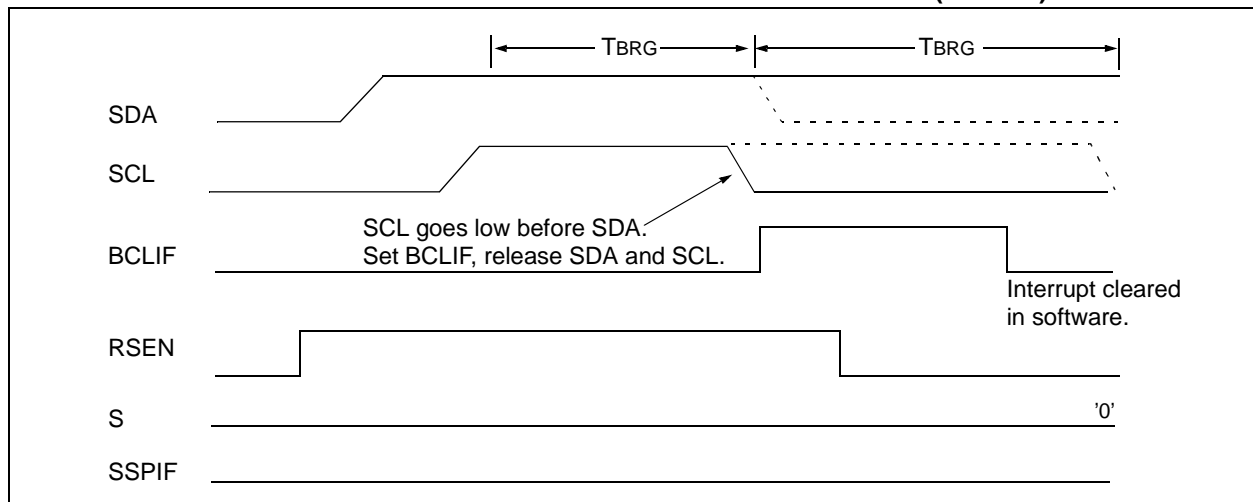 TBRG
TBRG
SDA
SCL
SCL goes low before SDA.
Set BCLIF, release SDA and SCL.
BCLIF
Interrupt cleared
in software.
RSEN
S
'0'
SSPIF